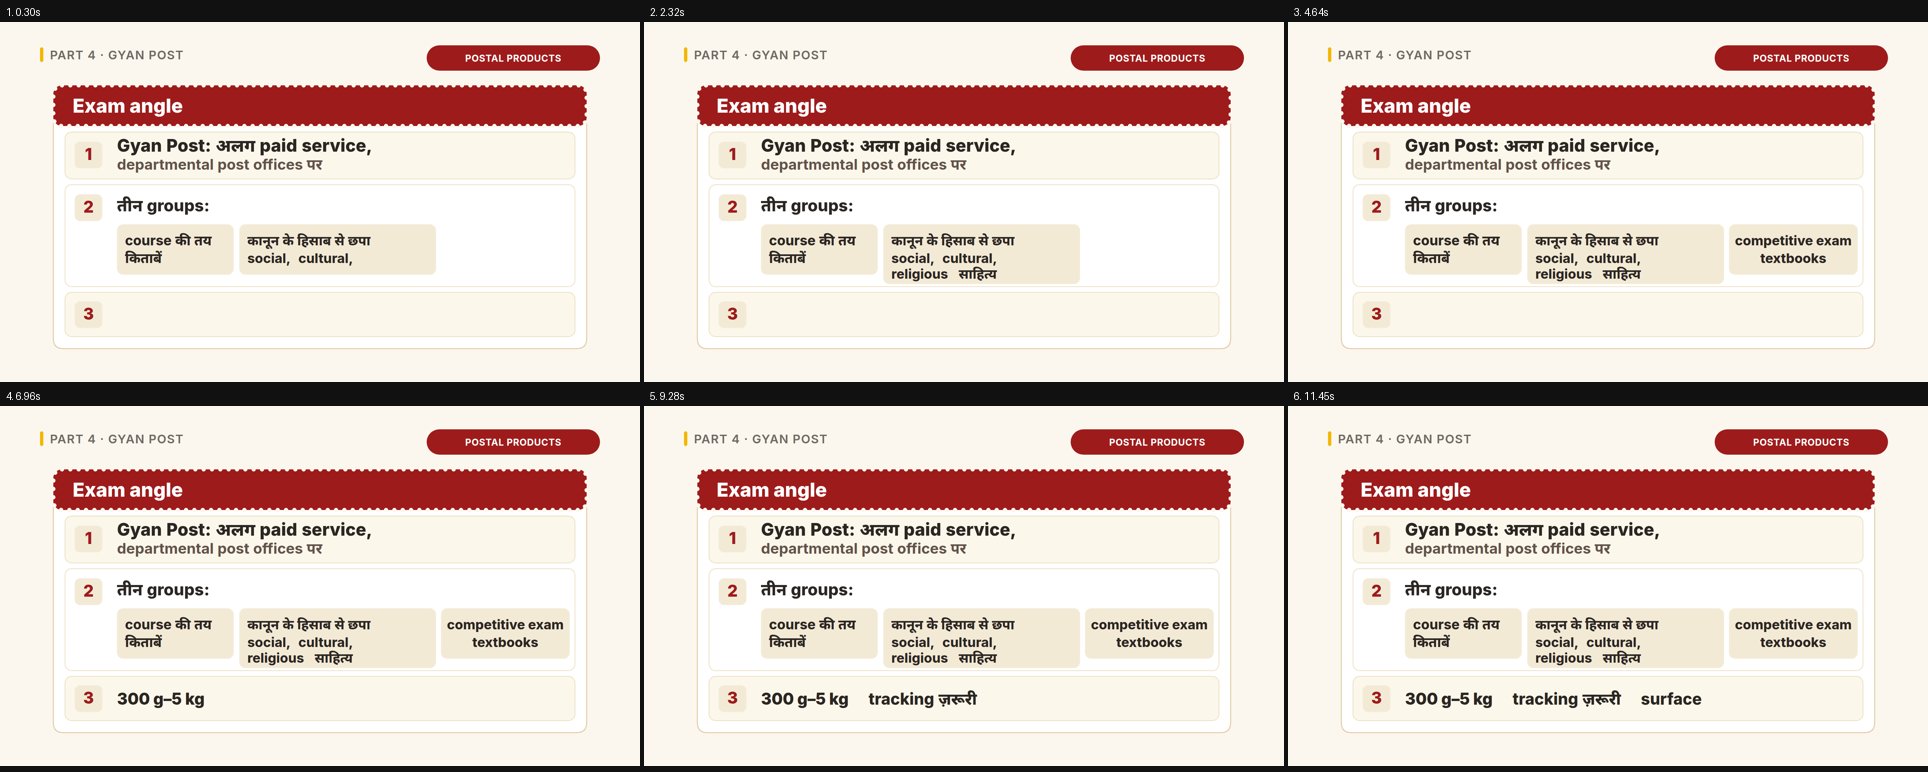 1. 0.30s
PART 4 · GYAN POST
POSTAL PRODUCTS
Exam angle
1
Gyan Post: अलग paid service,
departmental post offices पर
2
तीन groups:
course की तय
किताबें
कानून के हिसाब से छपा
social, cultural,
3
2. 2.32s
PART 4 · GYAN POST
POSTAL PRODUCTS
Exam angle
1
Gyan Post: अलग paid service,
departmental post offices पर
2
तीन groups:
course की तय
किताबें
कानून के हिसाब से छपा
social, cultural,
religious साहित्य
3
3. 4.64s
PART 4 · GYAN POST
POSTAL PRODUCTS
Exam angle
1
Gyan Post: अलग paid service,
departmental post offices पर
2
तीन groups:
course की तय
किताबें
कानून के हिसाब से छपा
social, cultural,
religious साहित्य
competitive exam
textbooks
3
4. 6.96s
PART 4 · GYAN POST
POSTAL PRODUCTS
Exam angle
1
Gyan Post: अलग paid service,
departmental post offices पर
2
तीन groups:
course की तय
किताबें
कानून के हिसाब से छपा
social, cultural,
religious साहित्य
competitive exam
textbooks
3
300 g–5 kg
5. 9.28s
PART 4 · GYAN POST
POSTAL PRODUCTS
Exam angle
1
Gyan Post: अलग paid service,
departmental post offices पर
2
तीन groups:
course की तय
किताबें
कानून के हिसाब से छपा
social, cultural,
religious साहित्य
competitive exam
textbooks
3
300 g–5 kg tracking ज़रूरी
6. 11.45s
PART 4 · GYAN POST
POSTAL PRODUCTS
Exam angle
1
Gyan Post: अलग paid service,
departmental post offices पर
2
तीन groups:
course की तय
किताबें
कानून के हिसाब से छपा
social, cultural,
religious साहित्य
competitive exam
textbooks
3
300 g–5 kg tracking ज़रूरी surface